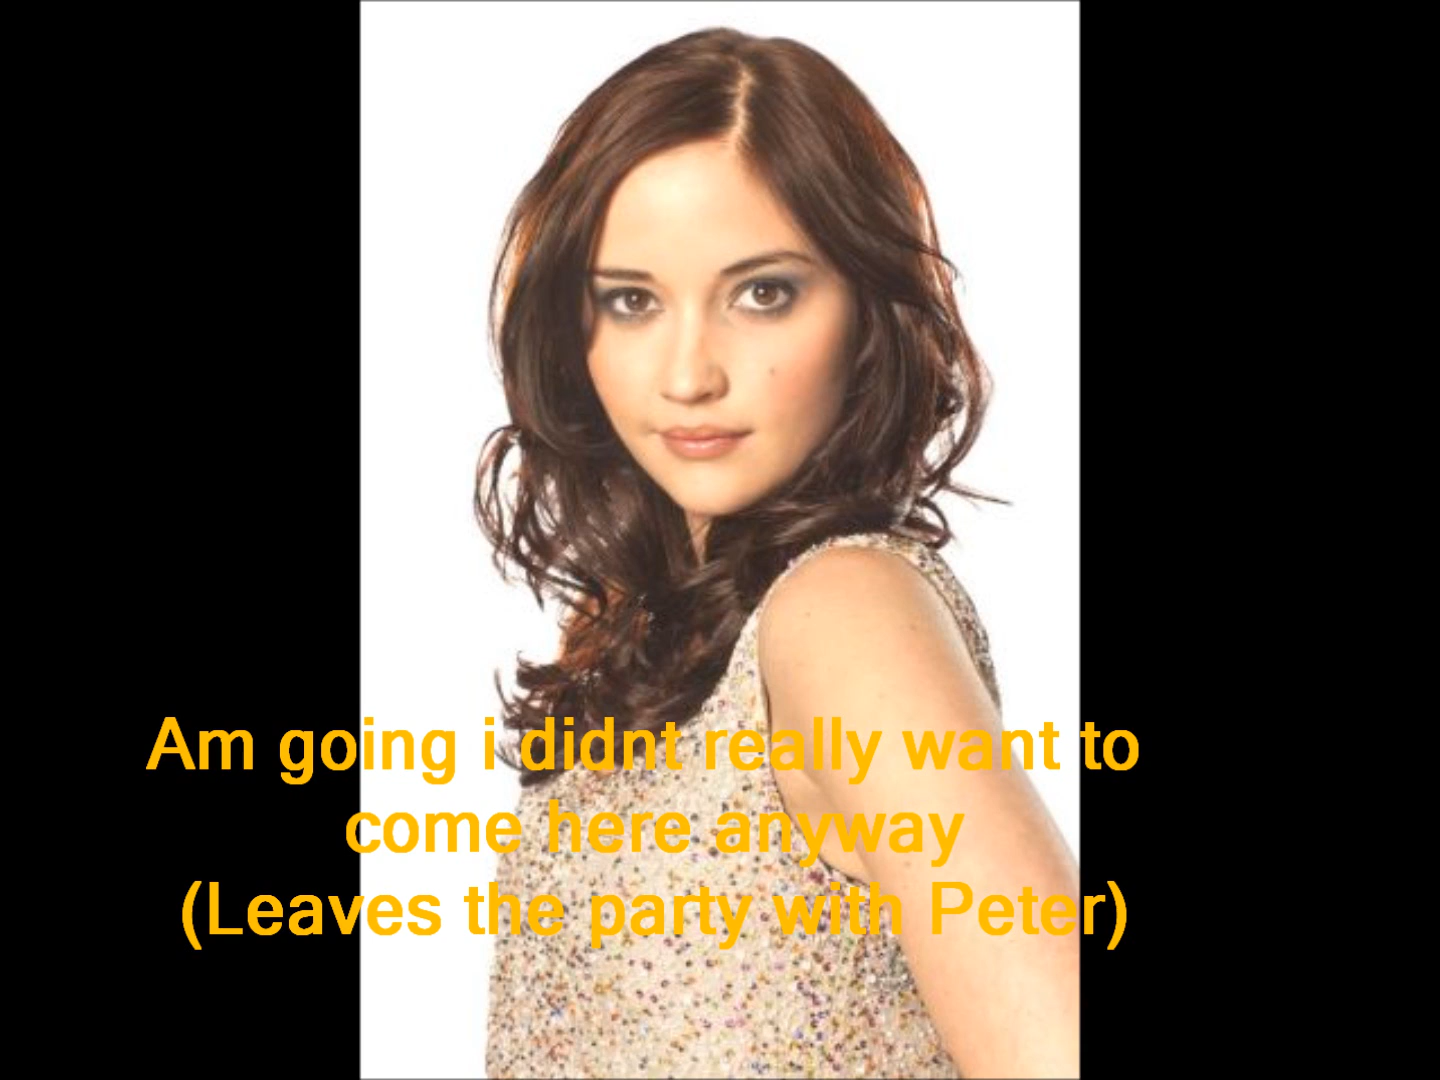 Am going i didnt really want to
come here anyway
(Leaves the party with Peter)